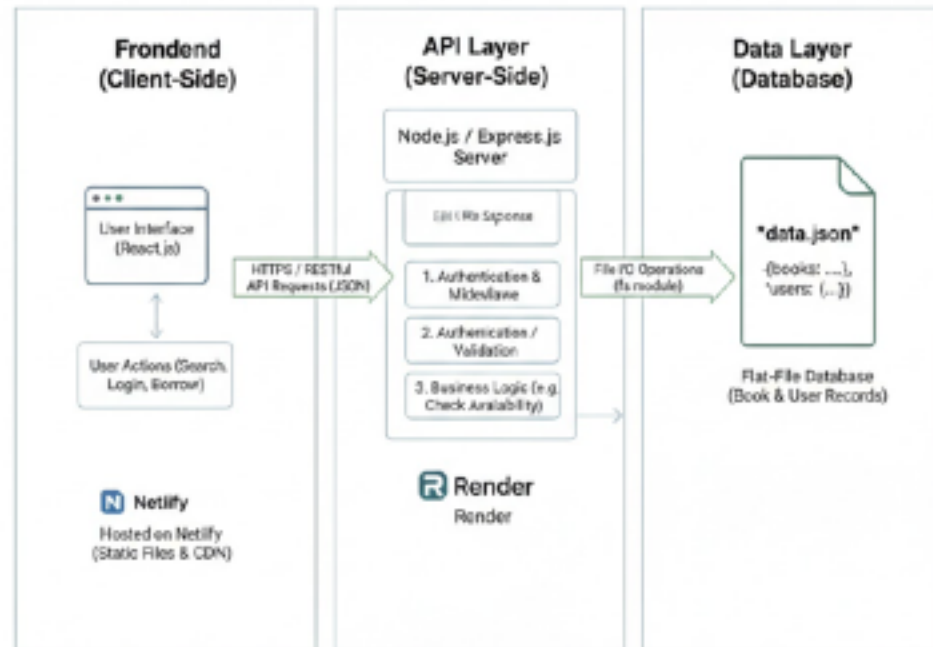 Frondend
(Client-Side)
User Interface
(React.js)
User Actions (Search,
Login, Borrow)
Netlify
Hosted on Netlify
(Static Files & CDN)
HTTPS / RESTful
API Requests (JSON)
API Layer
(Server-Side)
Node.js / Express.js
Server
1. Authentication &
2. Authentication /
Validation
3. Business Logic (e.g.
Check Availability)
Render
Render
File I/O Operations
(fs module)
Data Layer
(Database)
"data.json"
{books: ...},
'users: {...})
Flat-File Database
(Book & User Records)